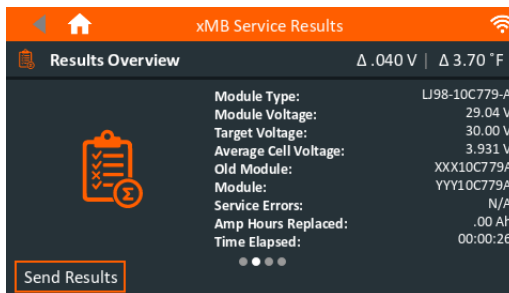 xMB Service Results
Results Overview Δ .040 V | Δ 3.70 °F
Module Type: LJ98-10C779-A
Module Voltage: 29.04 V
Target Voltage: 30.00 V
Average Cell Voltage: 3.931 V
Old Module: XXX10C779A
Module: YYY10C779A
Service Errors: N/A
Amp Hours Replaced: .00 Ah
Time Elapsed: 00:00:26
Send Results